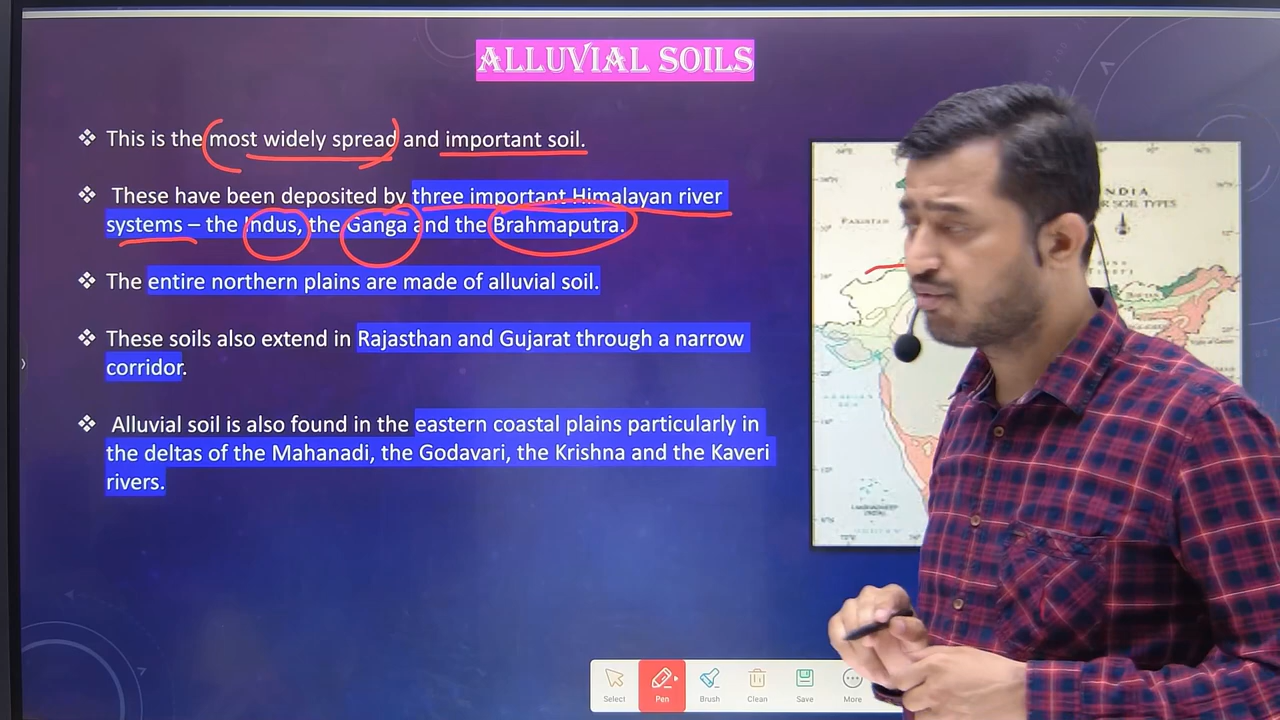 ALLUVIAL SOILS
❖ This is the most widely spread and important soil.
❖ These have been deposited by three important Himalayan river
systems – the Indus, the Ganga and the Brahmaputra.
❖ The entire northern plains are made of alluvial soil.
❖ These soils also extend in Rajasthan and Gujarat through a narrow
corridor.
❖ Alluvial soil is also found in the eastern coastal plains particularly in
the deltas of the Mahanadi, the Godavari, the Krishna and the Kaveri
rivers.
NDIA
R SOIL TYPES
PAKISTAN
BHUTAN
LAKSHADWEEP
(INDIA)
Select Pen Brush Clean Save More